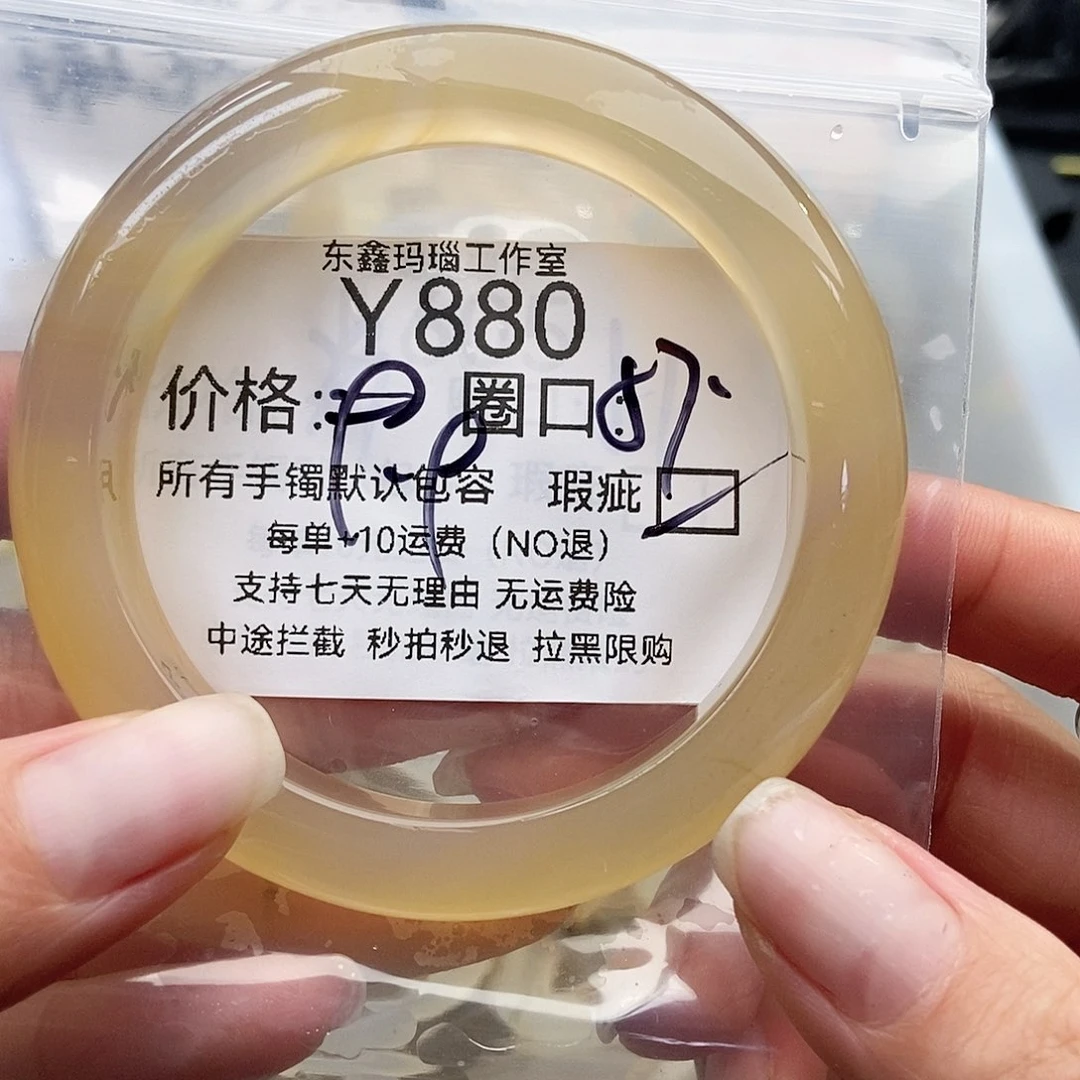 东鑫玛瑙工作室
Y880
价格: 圈口:
所有手镯默认包容 瑕疵
每单+10运费（NO退）
支持七天无理由 无运费险
中途拦截 秒拍秒退 拉黑限购